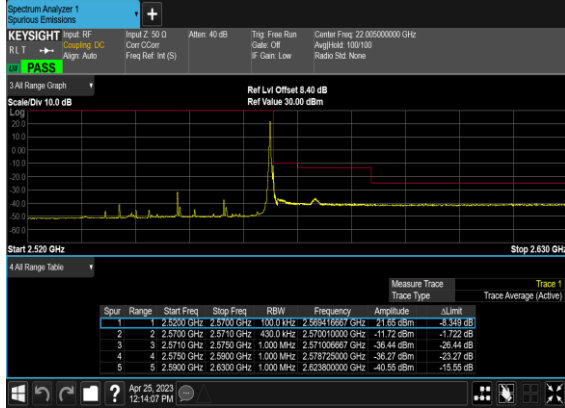 Spectrum Analyzer 1
Spurious Emissions
+
KEYSIGHT Input: RF Input Z: 50 Ω Atten: 40 dB Trig: Free Run Center Freq: 22.005000000 GHz
RLT Coupling: DC Corr CCorr Gate: Off Avg|Hold: 100/100
Align: Auto Freq Ref: Int (S) IF Gain: Low Radio Std: None
PASS
3 All Range Graph
Ref Lvl Offset 8.40 dB
Scale/Div 10.0 dB Ref Value 30.00 dBm
Log
20.0
10.0
0.00
-10.0
-20.0
-30.0
-40.0
-50.0
-60.0
Start 2.520 GHz Stop 2.630 GHz
4 All Range Table
Measure Trace Trace 1
Trace Type Trace Average (Active)
Spur Range Start Freq Stop Freq RBW Frequency Amplitude ΔLimit
1 1 2.5200 GHz 2.5700 GHz 100.0 kHz 2.569416667 GHz 21.65 dBm -8.349 dB
2 2 2.5700 GHz 2.5710 GHz 430.0 kHz 2.570010000 GHz -11.72 dBm -1.722 dB
3 3 2.5710 GHz 2.5750 GHz 1.000 MHz 2.571006667 GHz -36.44 dBm -26.44 dB
4 4 2.5750 GHz 2.5900 GHz 1.000 MHz 2.578725000 GHz -36.27 dBm -23.27 dB
5 5 2.5900 GHz 2.6300 GHz 1.000 MHz 2.623800000 GHz -40.55 dBm -15.55 dB
? Apr 25, 2023
12:14:07 PM